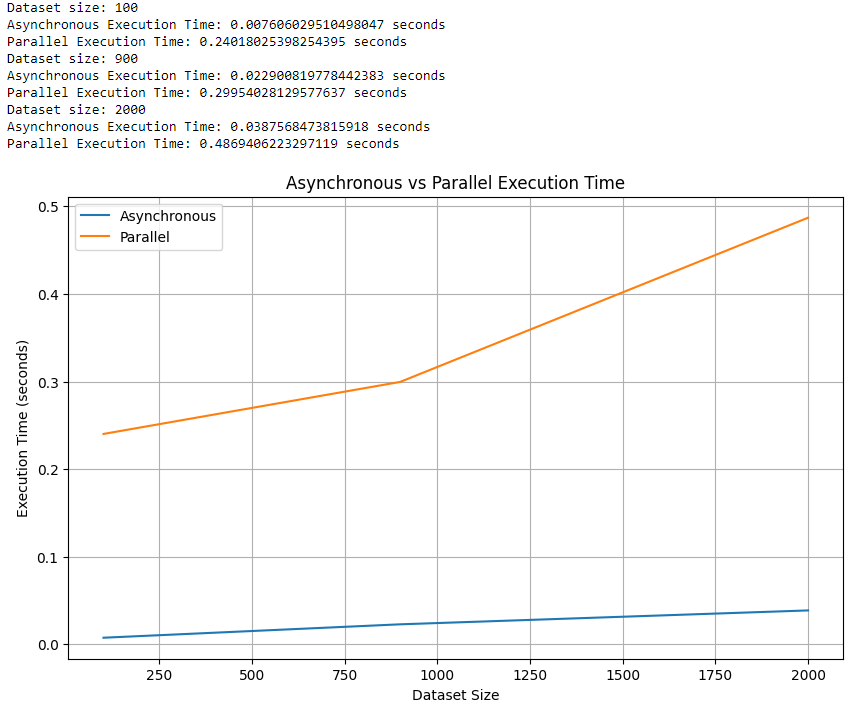 Dataset size: 100
Asynchronous Execution Time: 0.007606029510498047 seconds
Parallel Execution Time: 0.24018025398254395 seconds
Dataset size: 900
Asynchronous Execution Time: 0.022900819778442383 seconds
Parallel Execution Time: 0.29954028129577637 seconds
Dataset size: 2000
Asynchronous Execution Time: 0.0387568473815918 seconds
Parallel Execution Time: 0.4869406223297119 seconds
Asynchronous vs Parallel Execution Time
Asynchronous
Parallel
Execution Time (seconds)
0.5
0.4
0.3
0.2
0.1
0.0
250 500 750 1000 1250 1500 1750 2000
Dataset Size